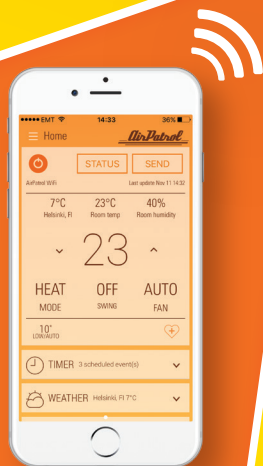 EMT 14:33 36%
Home AirPatrol
STATUS SEND
AirPatrol WiFi Last update Nov 11 14:32
7°C 23°C 40%
Helsinki, FI Room temp Room humidity
23
HEAT OFF AUTO
MODE SWING FAN
10°
LOW/AUTO
TIMER 3 scheduled event(s)
WEATHER Helsinki, FI 7°C